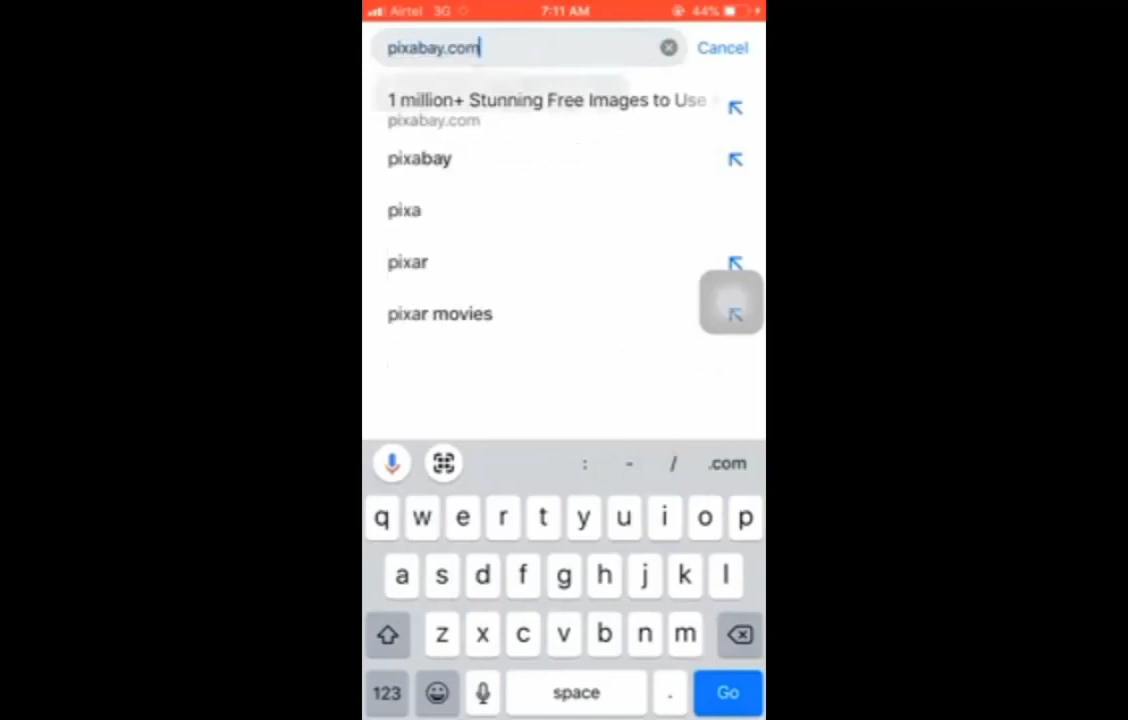 Airtel 3G 7:11 AM 44%
pixabay.com Cancel
1 million+ Stunning Free Images to Use
pixabay.com
pixabay
pixa
pixar
pixar movies
: - / .com
q w e r t y u i o p
a s d f g h j k l
z x c v b n m
123 space . Go